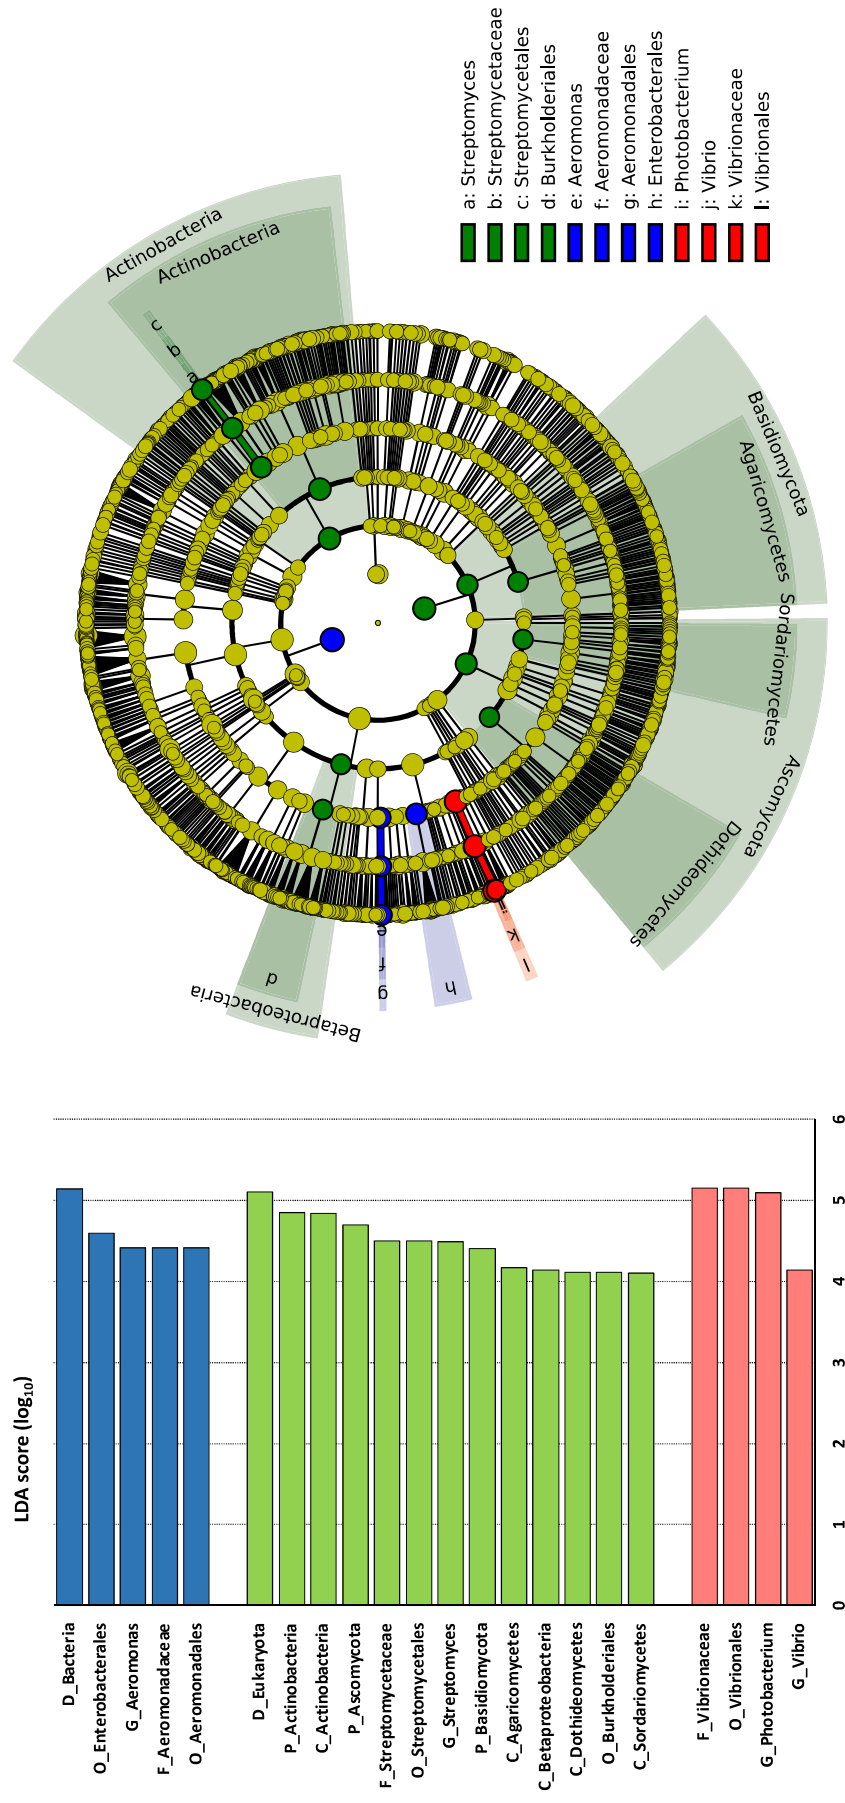 Actinobacteria
Actinobacteria
c
b
a
a: Streptomyces
b: Streptomycetaceae
c: Streptomycetales
d: Burkholderiales
e: Aeromonas
f: Aeromonadaceae
g: Aeromonadales
h: Enterobacterales
i: Photobacterium
j: Vibrio
k: Vibrionaceae
l: Vibrionales
Basidiomycota
Agaricomycetes
Sordariomycetes
Ascomycota
Dothideomycetes
k
l
h
e
f
g
d
Betaproteobacteria
LDA score (log10)
0
1
2
3
4
5
6
D_Bacteria
O_Enterobacterales
G_Aeromonas
F_Aeromonadaceae
O_Aeromonadales
D_Eukaryota
P_Actinobacteria
C_Actinobacteria
P_Ascomycota
F_Streptomycetaceae
O_Streptomycetales
G_Streptomyces
P_Basidiomycota
C_Agaricomycetes
C_Betaproteobacteria
C_Dothideomycetes
O_Burkholderiales
C_Sordariomycetes
F_Vibrionaceae
O_Vibrionales
G_Photobacterium
G_Vibrio